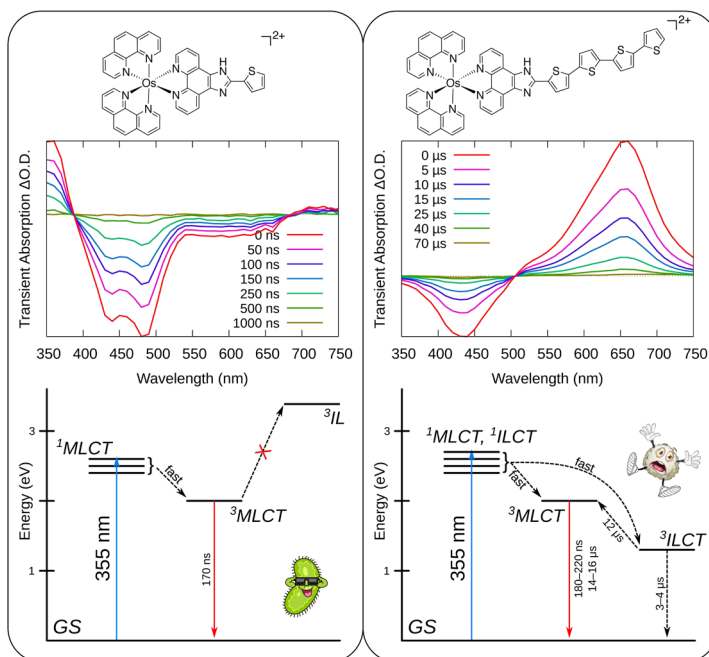 2+
H
N
S
N
N
N
Os
N
N
N
N
Transient Absorption ΔO.D.
0 ns
50 ns
100 ns
150 ns
250 ns
500 ns
1000 ns
350 400 450 500 550 600 650 700 750
Wavelength (nm)
Energy (eV)
3
1
¹MLCT
fast
³IL
³MLCT
355 nm
170 ns
GS
2+
H
N
S
S
S
S
N
N
N
Os
N
N
N
N
Transient Absorption ΔO.D.
0 µs
5 µs
10 µs
15 µs
25 µs
40 µs
70 µs
350 400 450 500 550 600 650 700 750
Wavelength (nm)
Energy (eV)
3
1
¹MLCT, ¹ILCT
fast
fast
³MLCT
12 µs
³ILCT
355 nm
180–220 ns
14–16 µs
3–4 µs
GS